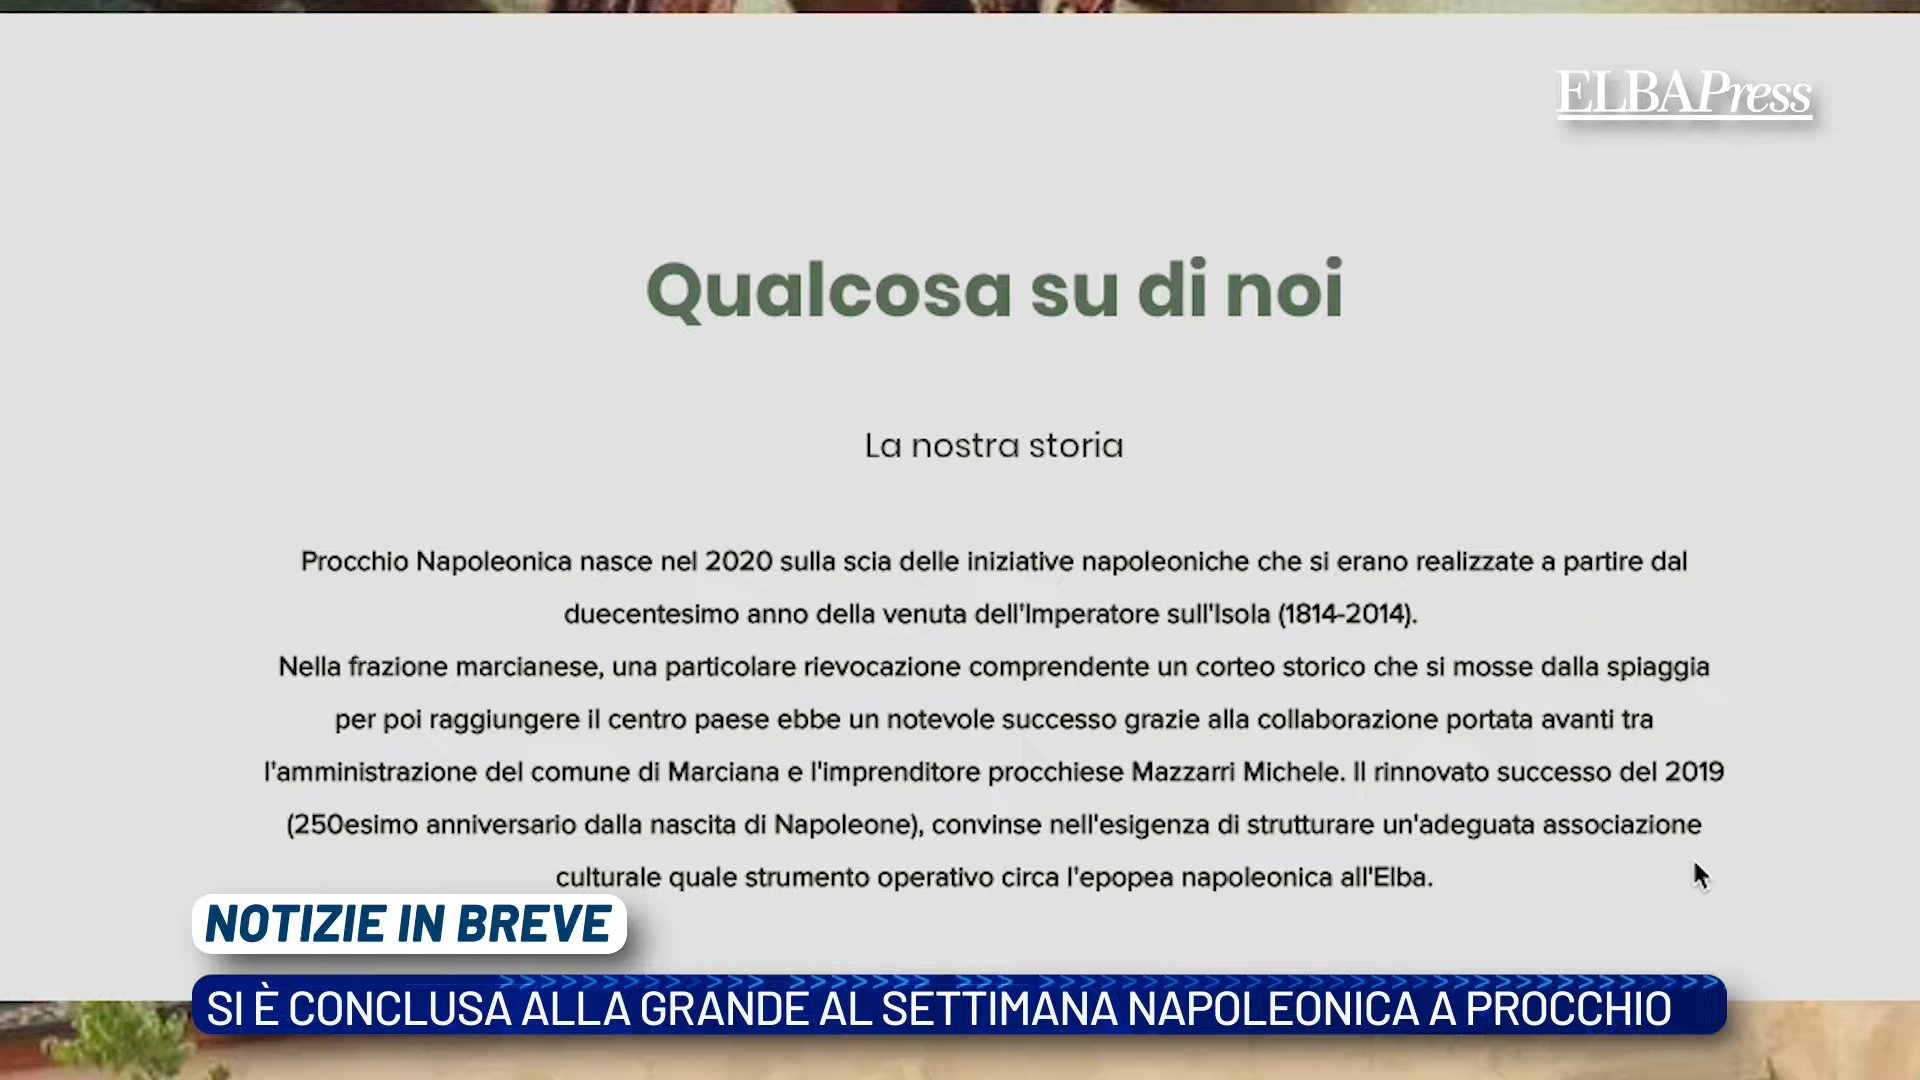 ELBAPress
Qualcosa su di noi
La nostra storia
Procchio Napoleonica nasce nel 2020 sulla scia delle iniziative napoleoniche che si erano realizzate a partire dal
duecentesimo anno della venuta dell'Imperatore sull'Isola (1814-2014).
Nella frazione marcianese, una particolare rievocazione comprendente un corteo storico che si mosse dalla spiaggia
per poi raggiungere il centro paese ebbe un notevole successo grazie alla collaborazione portata avanti tra
l'amministrazione del comune di Marciana e l'imprenditore procchiese Mazzarri Michele. Il rinnovato successo del 2019
(250esimo anniversario dalla nascita di Napoleone), convinse nell'esigenza di strutturare un'adeguata associazione
culturale quale strumento operativo circa l'epopea napoleonica all'Elba.
NOTIZIE IN BREVE
SI È CONCLUSA ALLA GRANDE AL SETTIMANA NAPOLEONICA A PROCCHIO